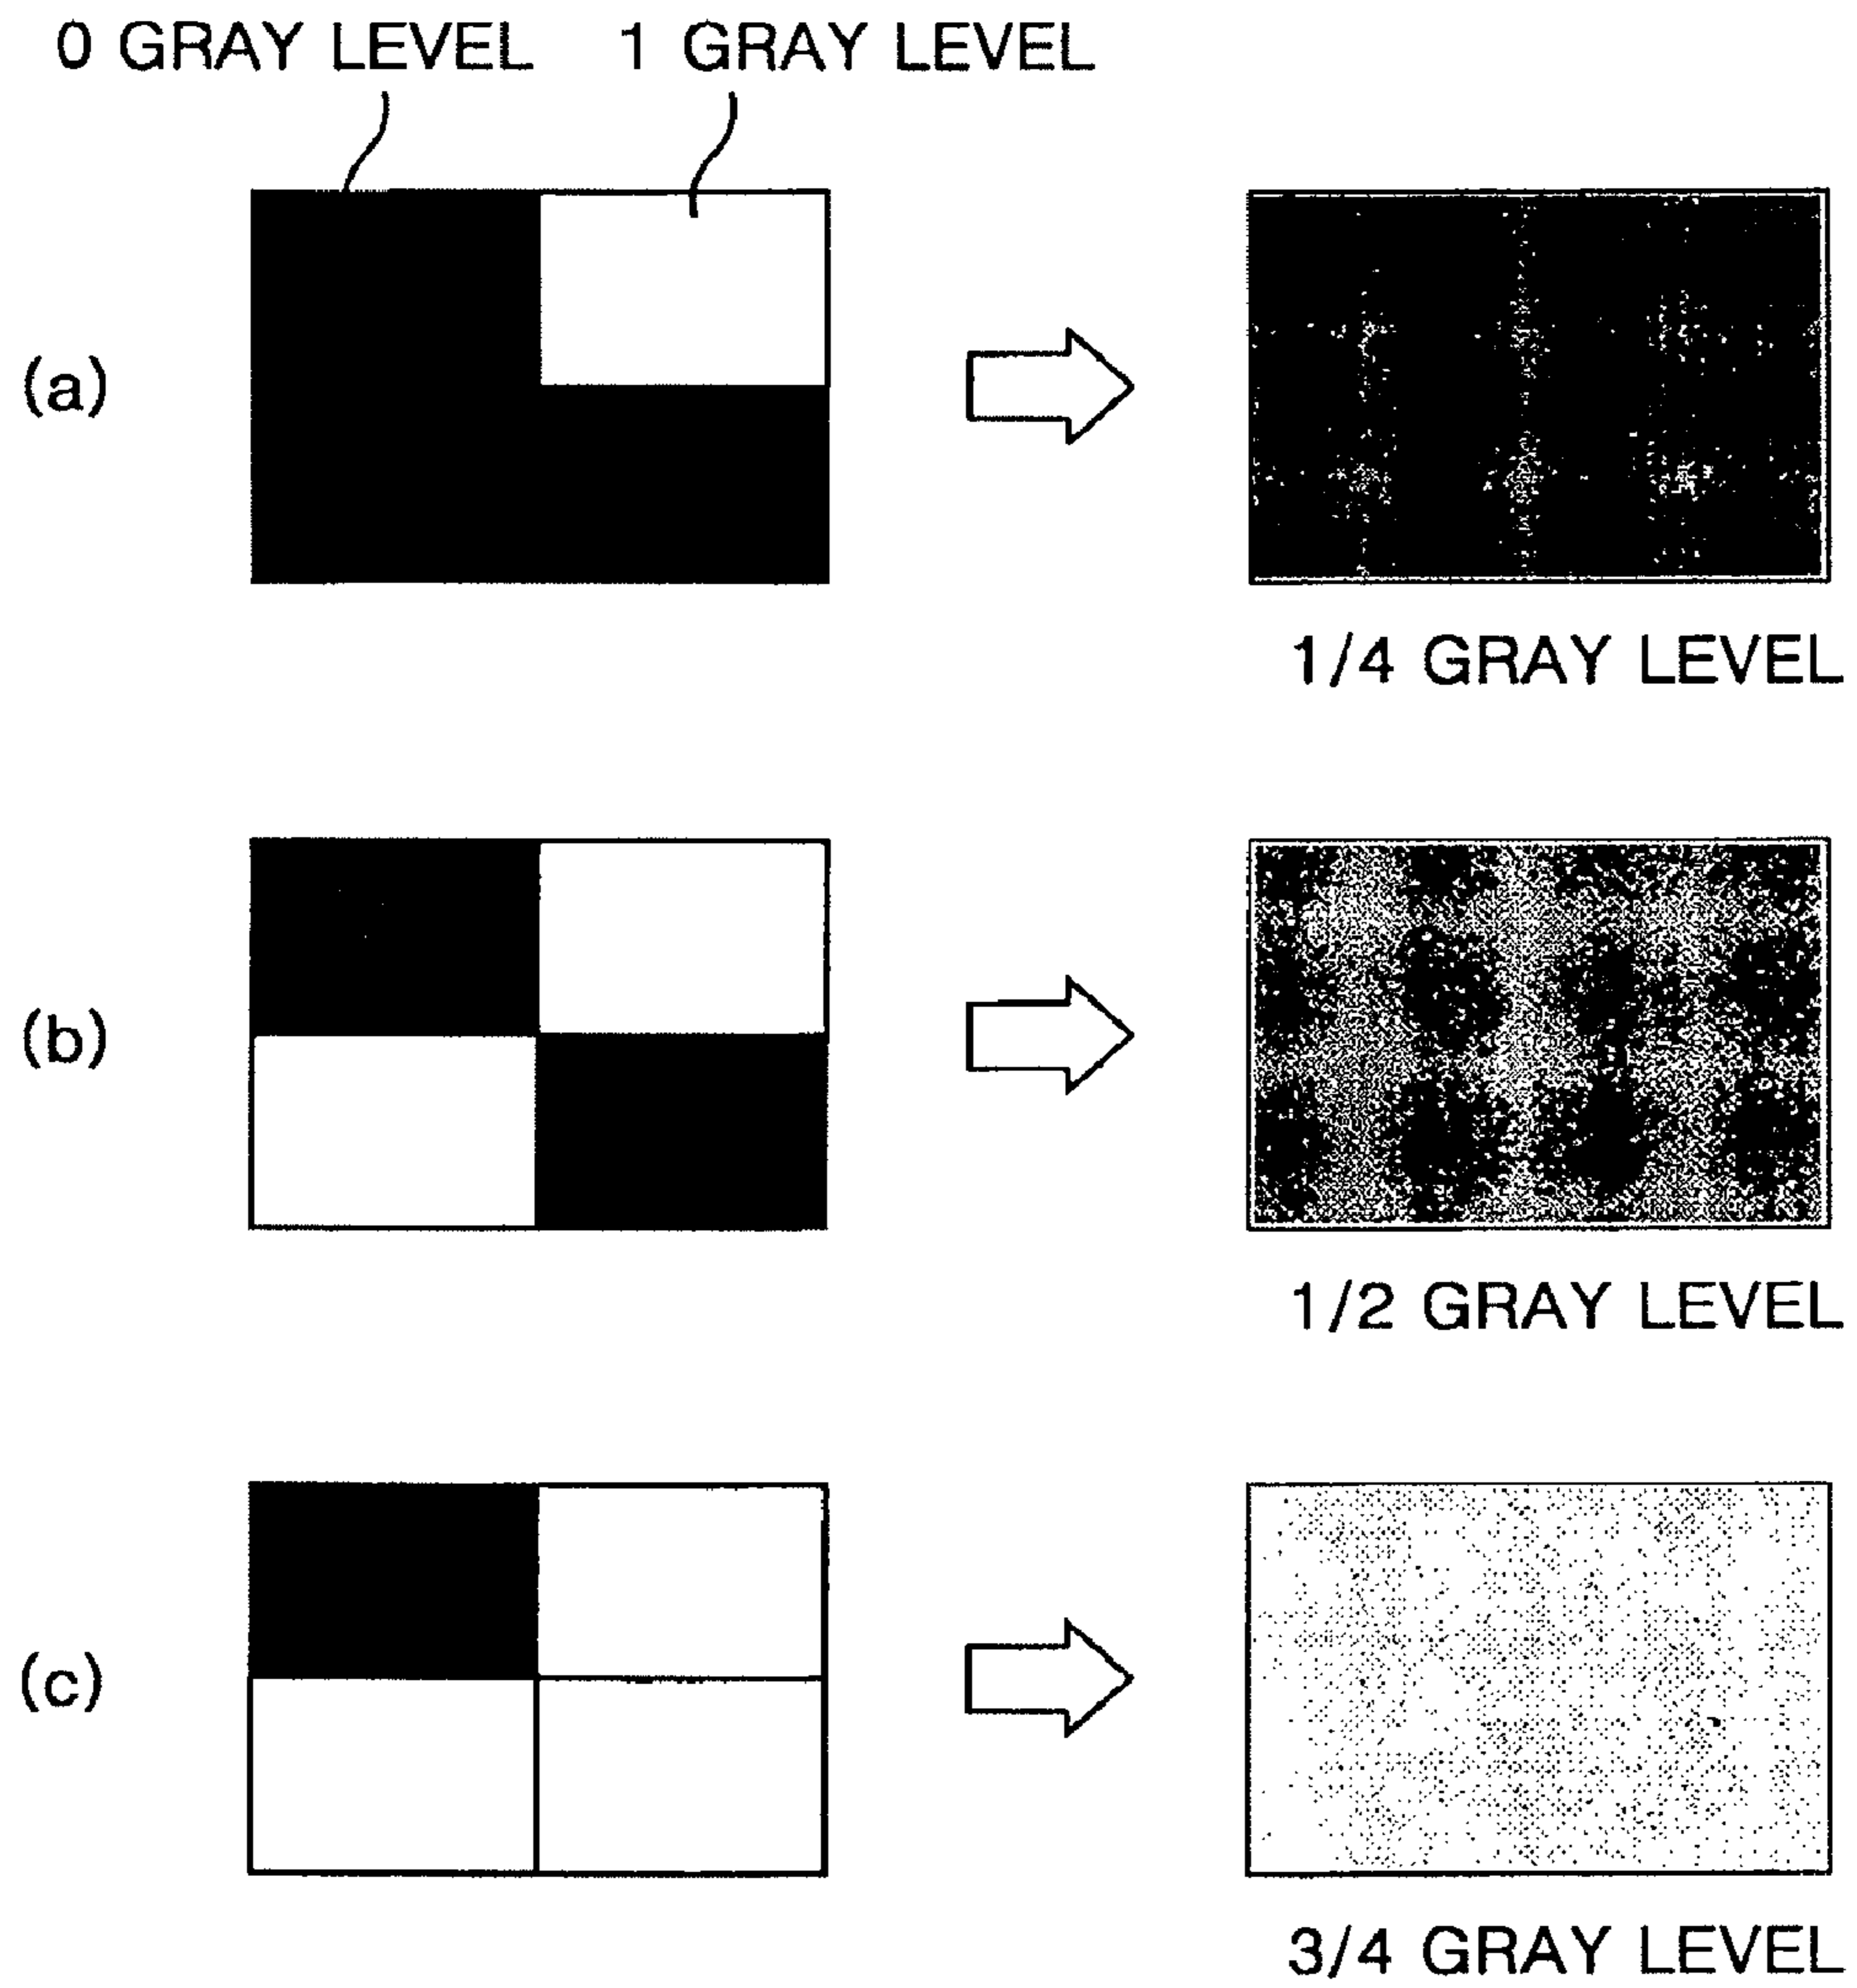 0 GRAY LEVEL 1 GRAY LEVEL
(a)
1/4 GRAY LEVEL
(b)
1/2 GRAY LEVEL
(c)
3/4 GRAY LEVEL